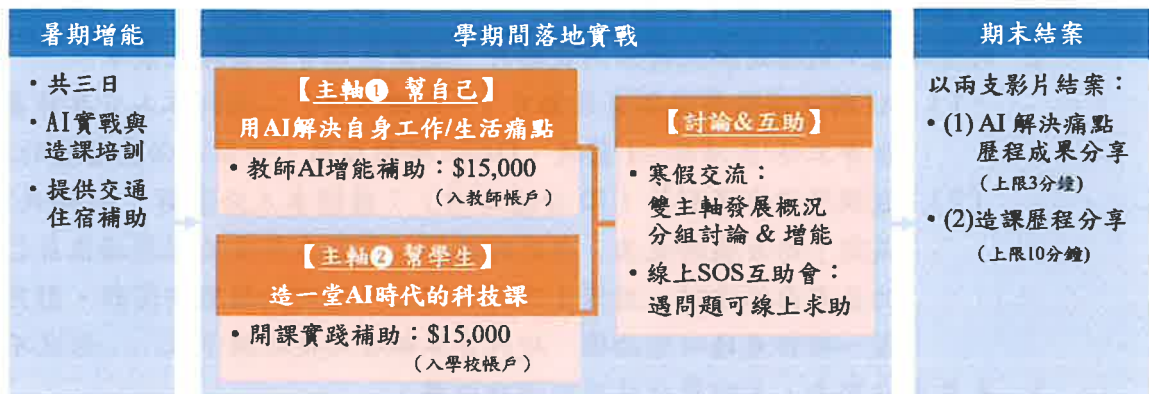 暑期增能
• 共三日
• AI實戰與
造課培訓
• 提供交通
住宿補助
學期間落地實戰
【主軸❶ 幫自己】
用AI解決自身工作/生活痛點
• 教師AI增能補助：$15,000
（入教師帳戶）
【主軸❷ 幫學生】
造一堂AI時代的科技課
• 開課實踐補助：$15,000
（入學校帳戶）
【討論&互助】
• 寒假交流：
雙主軸發展概況
分組討論 & 增能
• 線上SOS互助會：
遇問題可線上求助
期末結案
以兩支影片結案：
• (1) AI 解決痛點
歷程成果分享
（上限3分鐘）
• (2)造課歷程分享
（上限10分鐘）